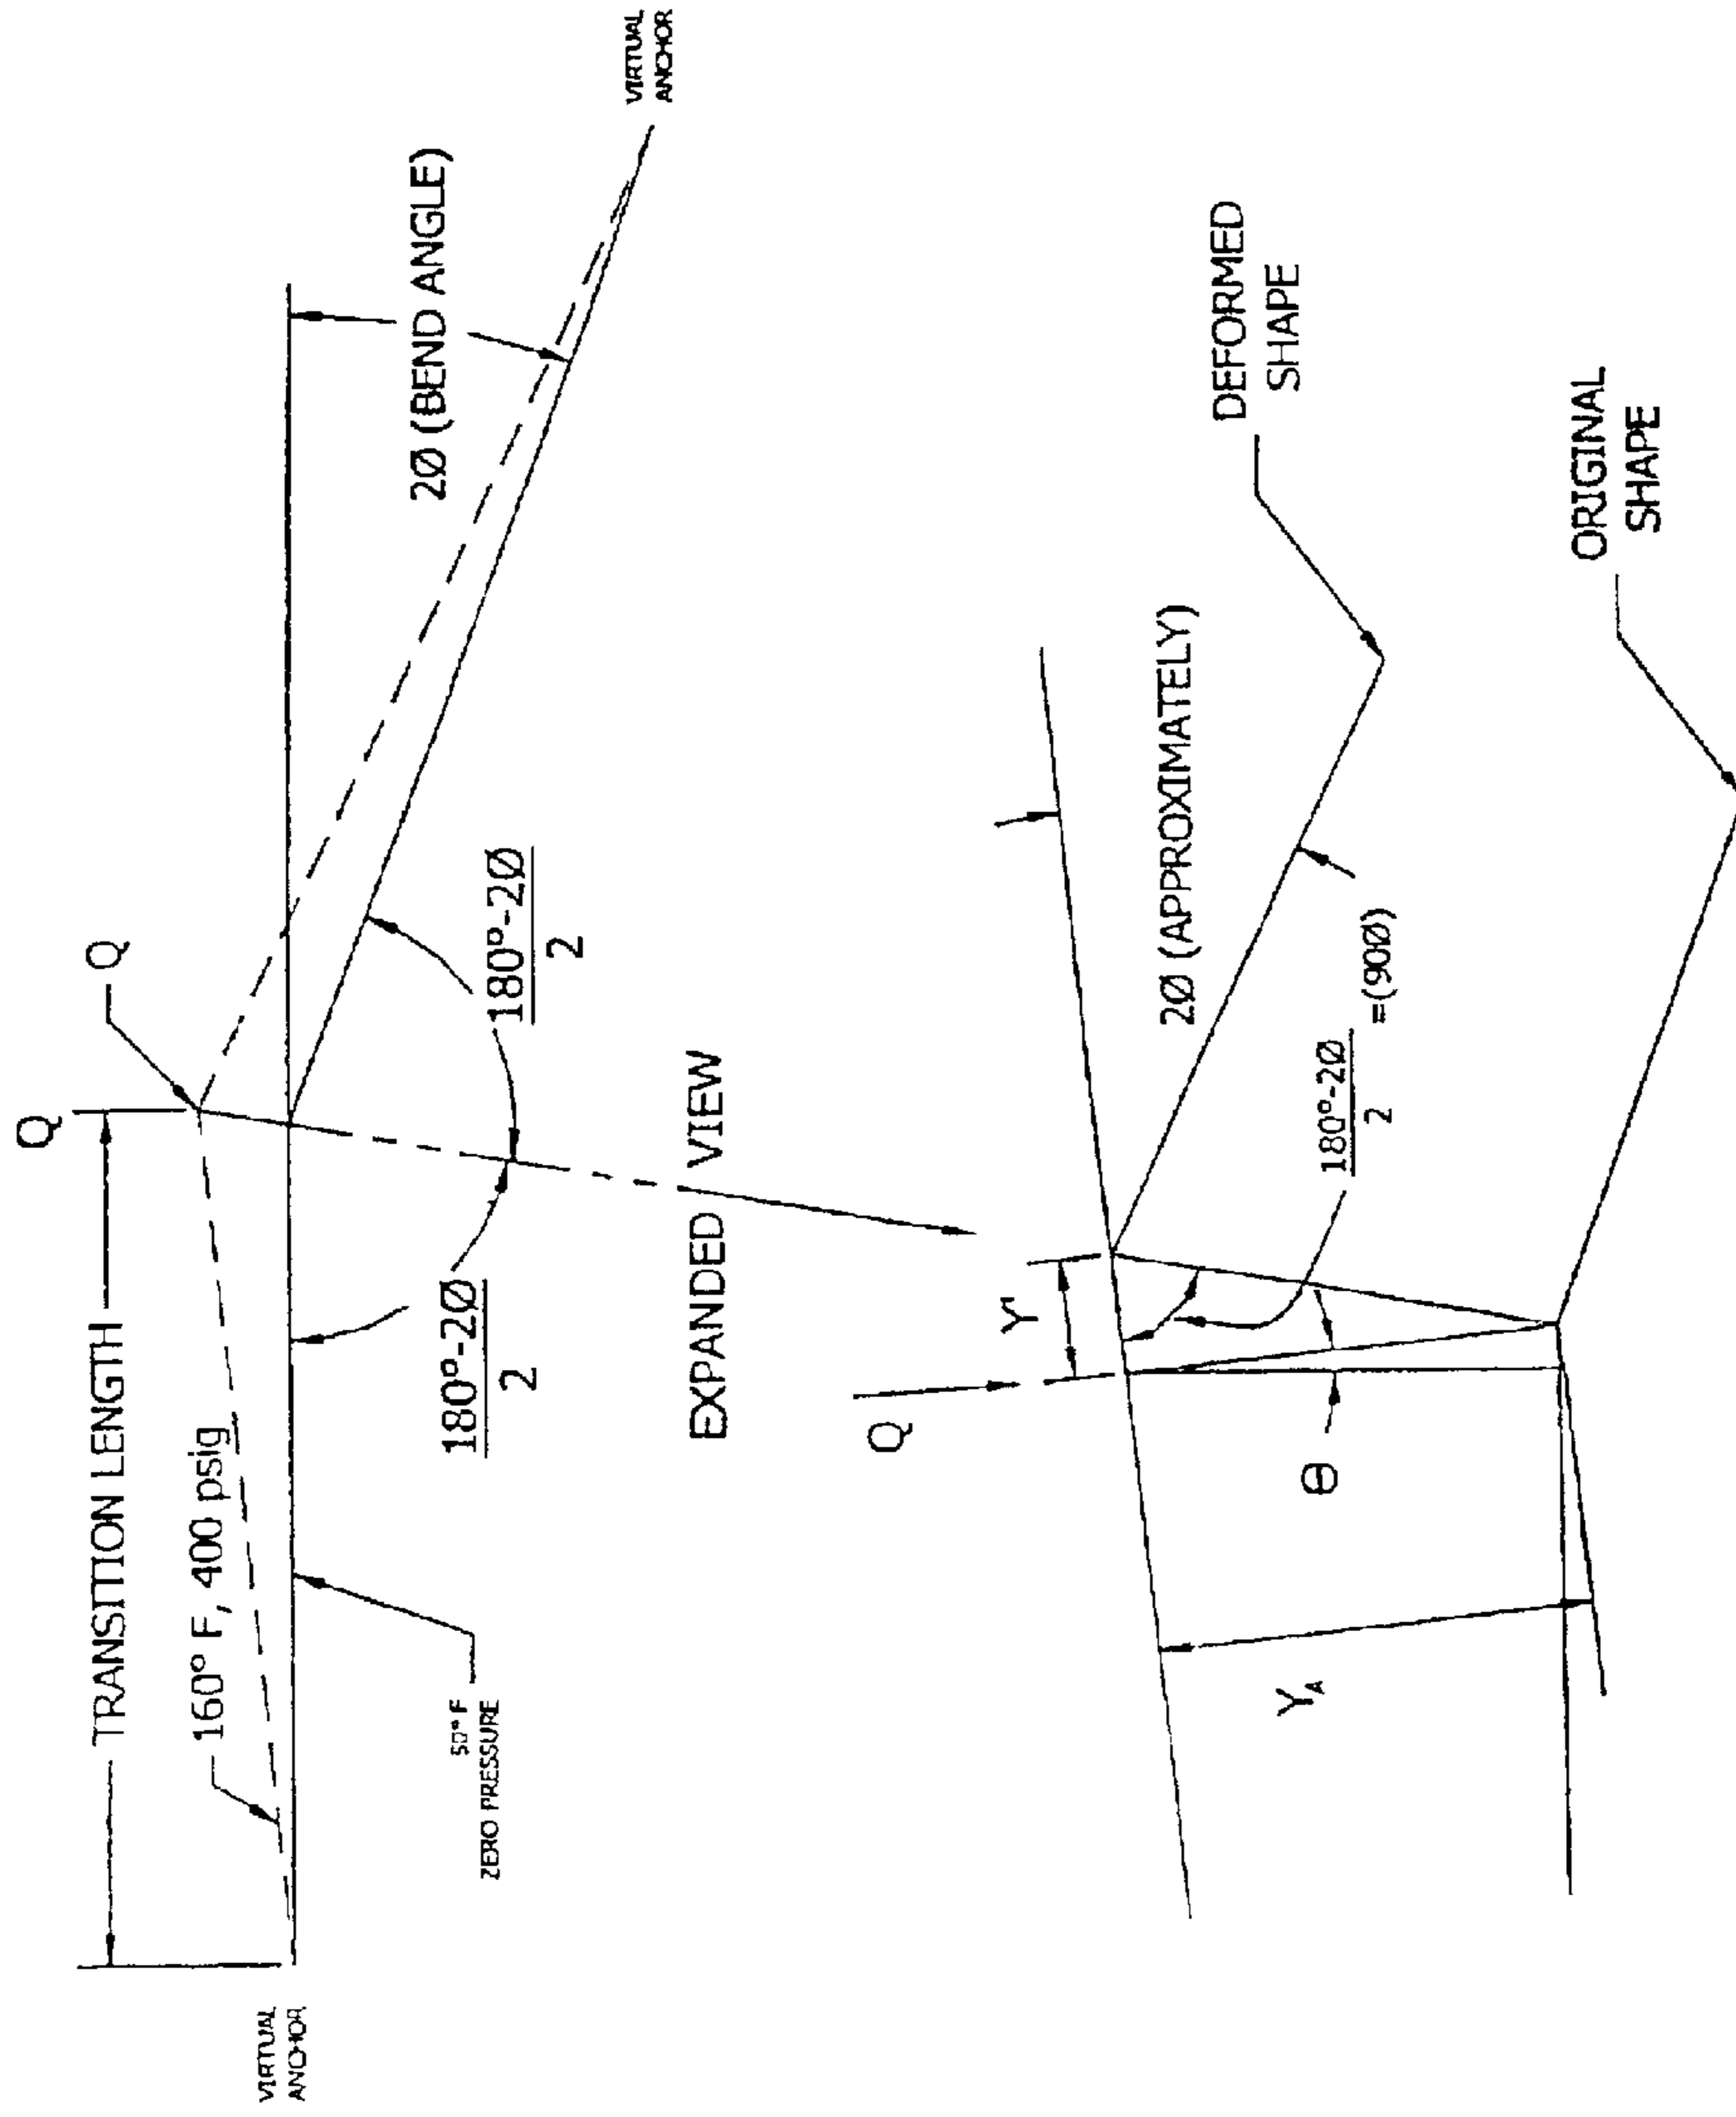 Q
Q
TRANSITION LENGTH
160° F, 400 psig
VIRTUAL
ANCHOR
50° F
ZERO PRESSURE
2Ø (BEND ANGLE)
VIRTUAL
ANCHOR
180°-2Ø
2
180°-2Ø
2
EXPANDED VIEW
Q
Y'
2Ø (APPROXIMATELY)
180°-2Ø
2
=(90Ø)
DEFORMED
SHAPE
Θ
Y_A
ORIGINAL
SHAPE